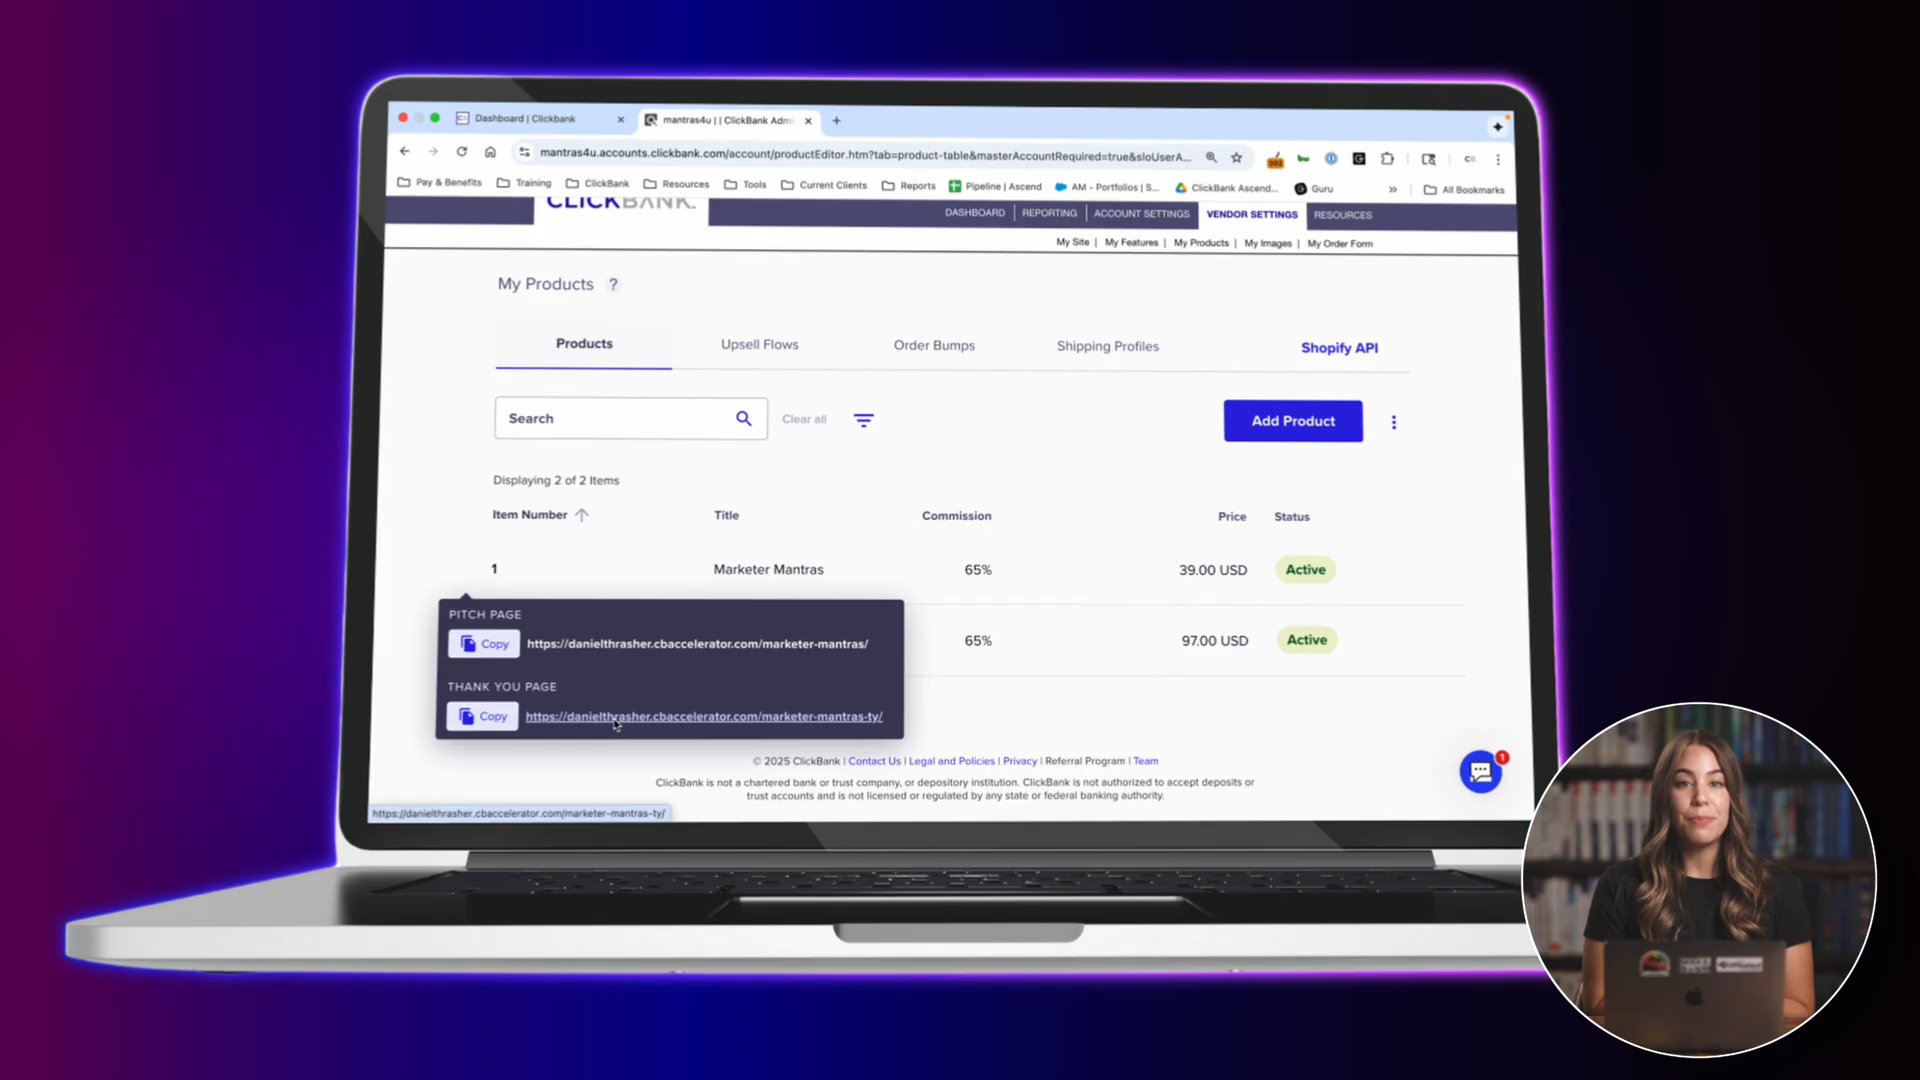 Dashboard | Clickbank
mantras4u | | ClickBank Admi
mantras4u.accounts.clickbank.com/account/productEditor.htm?tab=product-table&masterAccountRequired=true&sloUserA...
Pay & Benefits
Training
ClickBank
Resources
Tools
Current Clients
Reports
Pipeline | Ascend
AM - Portfolios | S...
ClickBank Ascend...
Guru
» All Bookmarks
CLICKBANK
DASHBOARD | REPORTING | ACCOUNT SETTINGS VENDOR SETTINGS RESOURCES
My Site | My Features | My Products | My Images | My Order Form
My Products ?
Products
Upsell Flows
Order Bumps
Shipping Profiles
Shopify API
Search
Clear all
Add Product
Displaying 2 of 2 Items
Item Number Title Commission Price Status
1 Marketer Mantras 65% 39.00 USD Active
65% 97.00 USD Active
PITCH PAGE
Copy https://danielthrasher.cbaccelerator.com/marketer-mantras/
THANK YOU PAGE
Copy https://danielthrasher.cbaccelerator.com/marketer-mantras-ty/
© 2025 ClickBank | Contact Us | Legal and Policies | Privacy | Referral Program | Team
ClickBank is not a chartered bank or trust company, or depository institution. ClickBank is not authorized to accept deposits or
trust accounts and is not licensed or regulated by any state or federal banking authority.
1
https://danielthrasher.cbaccelerator.com/marketer-mantras-ty/